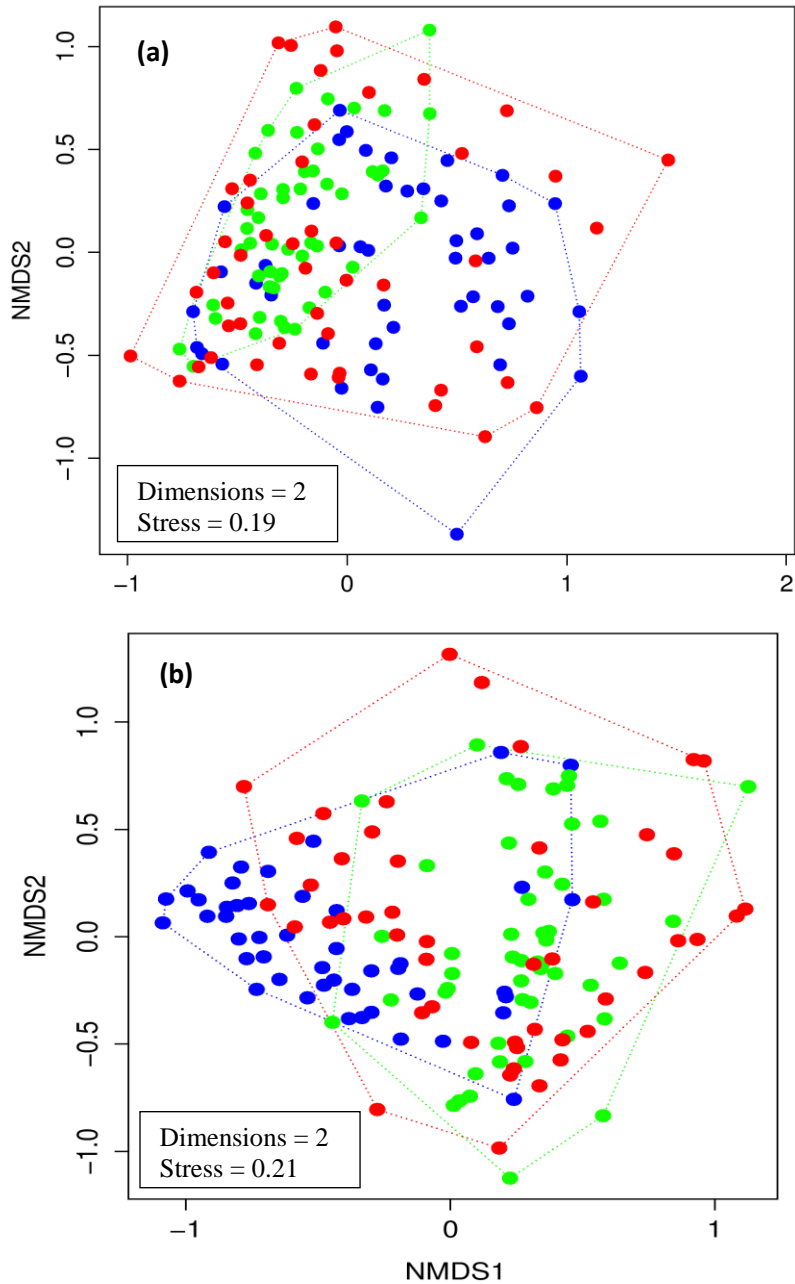 (a)
NMDS2
1.0
0.5
0.0
−0.5
−1.0
Dimensions = 2
Stress = 0.19
−1
0
1
2
(b)
NMDS2
1.0
0.5
0.0
−0.5
−1.0
Dimensions = 2
Stress = 0.21
−1
0
1
NMDS1